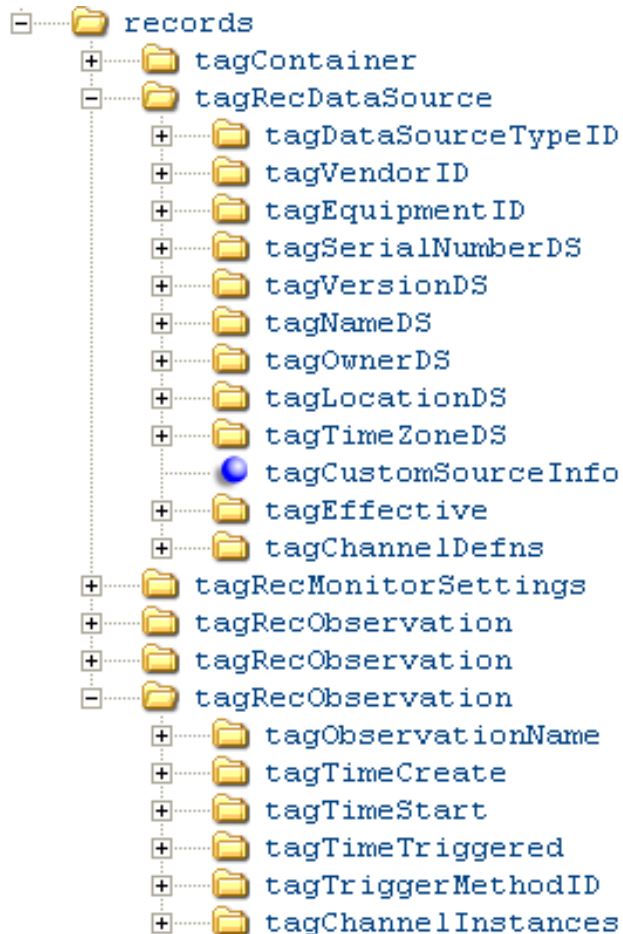 records
tagContainer
tagRecDataSource
tagDataSourceTypeID
tagVendorID
tagEquipmentID
tagSerialNumberDS
tagVersionDS
tagNameDS
tagOwnerDS
tagLocationDS
tagTimeZoneDS
tagCustomSourceInfo
tagEffective
tagChannelDefns
tagRecMonitorSettings
tagRecObservation
tagRecObservation
tagRecObservation
tagObservationName
tagTimeCreate
tagTimeStart
tagTimeTriggered
tagTriggerMethodID
tagChannelInstances